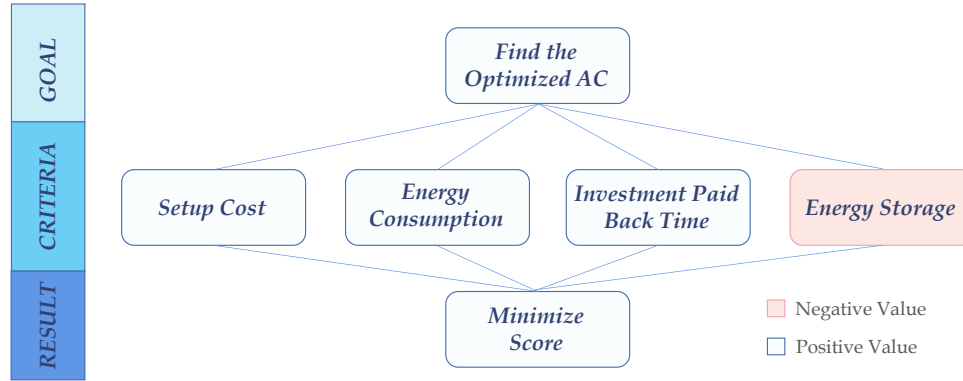 GOAL
Find the
Optimized AC
CRITERIA
Setup Cost
Energy
Consumption
Investment Paid
Back Time
Energy Storage
RESULT
Minimize
Score
Negative Value
Positive Value